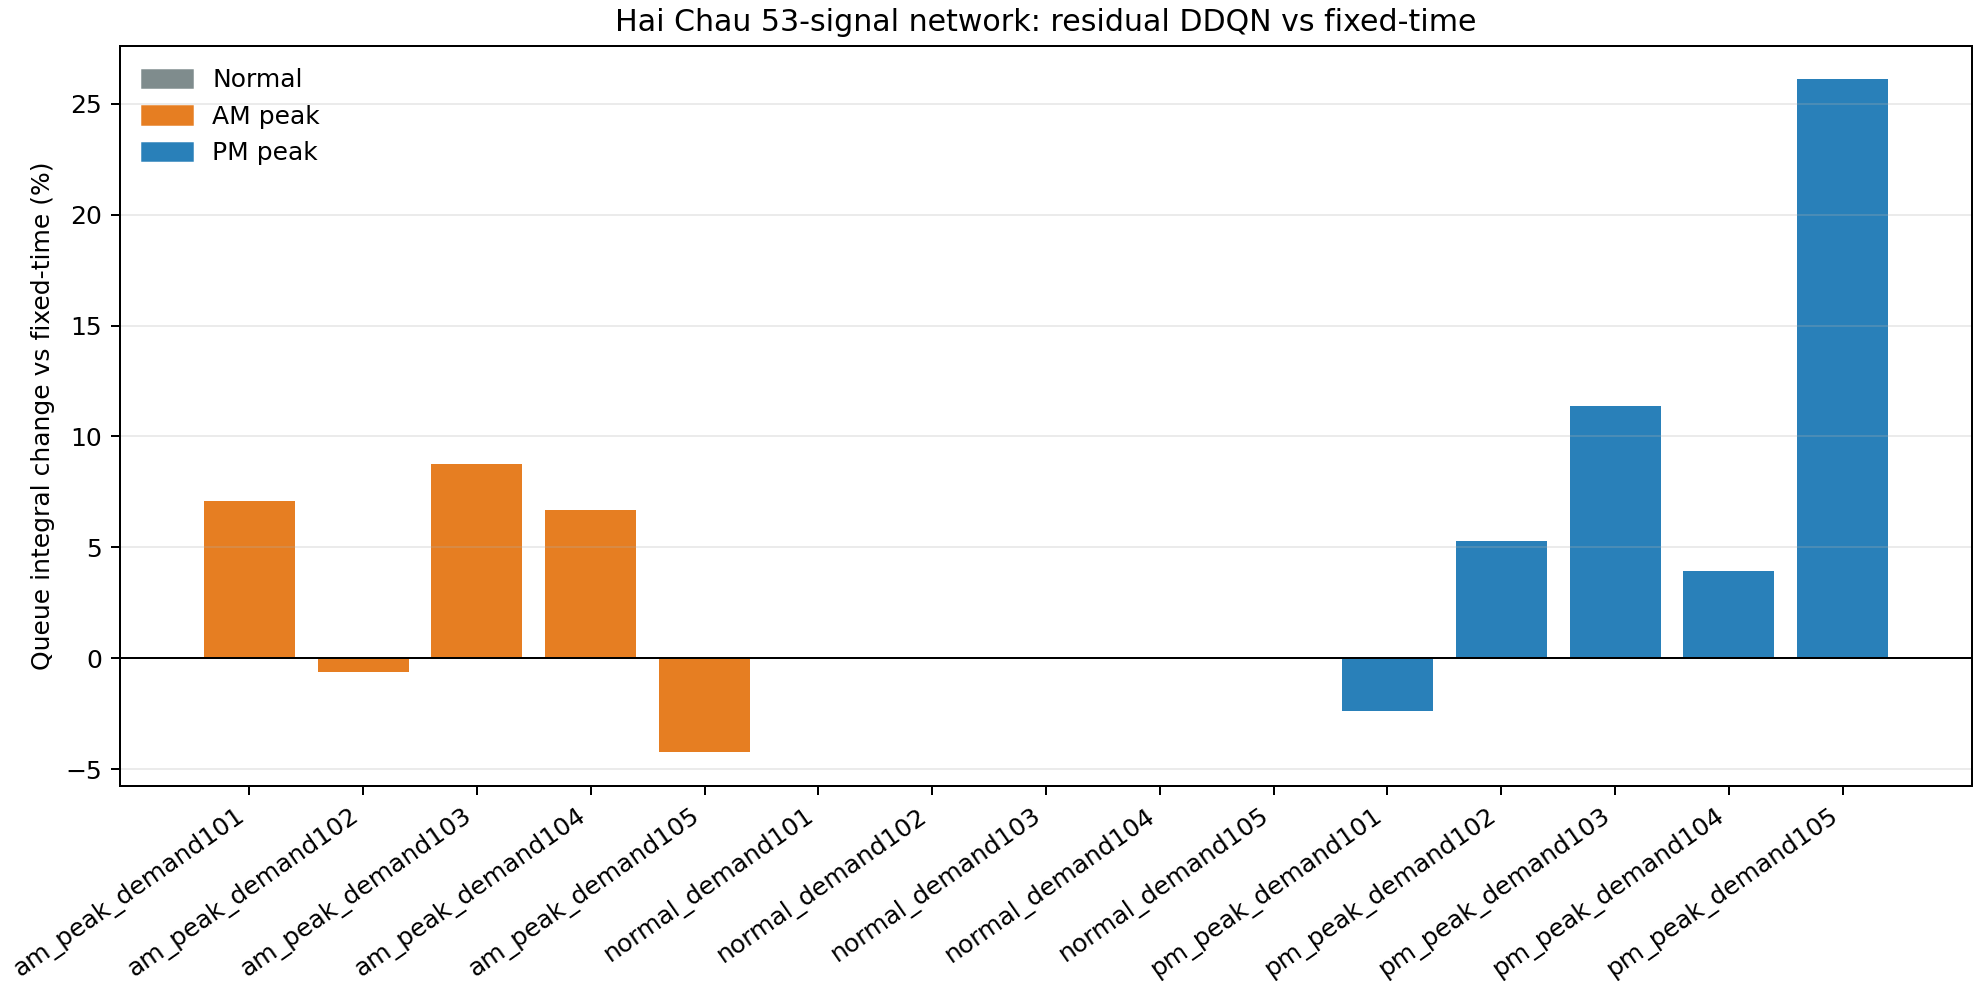 Hai Chau 53-signal network: residual DDQN vs fixed-time
Normal
AM peak
PM peak
Queue integral change vs fixed-time (%)
25
20
15
10
5
0
−5
am_peak_demand101
am_peak_demand102
am_peak_demand103
am_peak_demand104
am_peak_demand105
normal_demand101
normal_demand102
normal_demand103
normal_demand104
normal_demand105
pm_peak_demand101
pm_peak_demand102
pm_peak_demand103
pm_peak_demand104
pm_peak_demand105